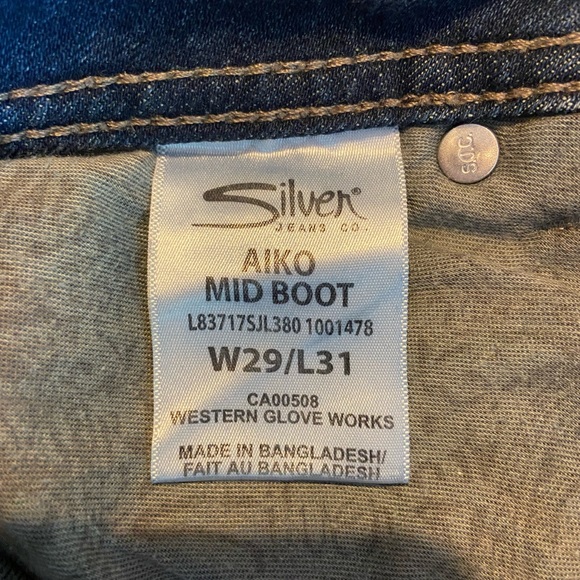 Silver®
JEANS CO.
AIKO
MID BOOT
L83717SJL380 1001478
W29/L31
CA00508
WESTERN GLOVE WORKS
MADE IN BANGLADESH/
FAIT AU BANGLADESH